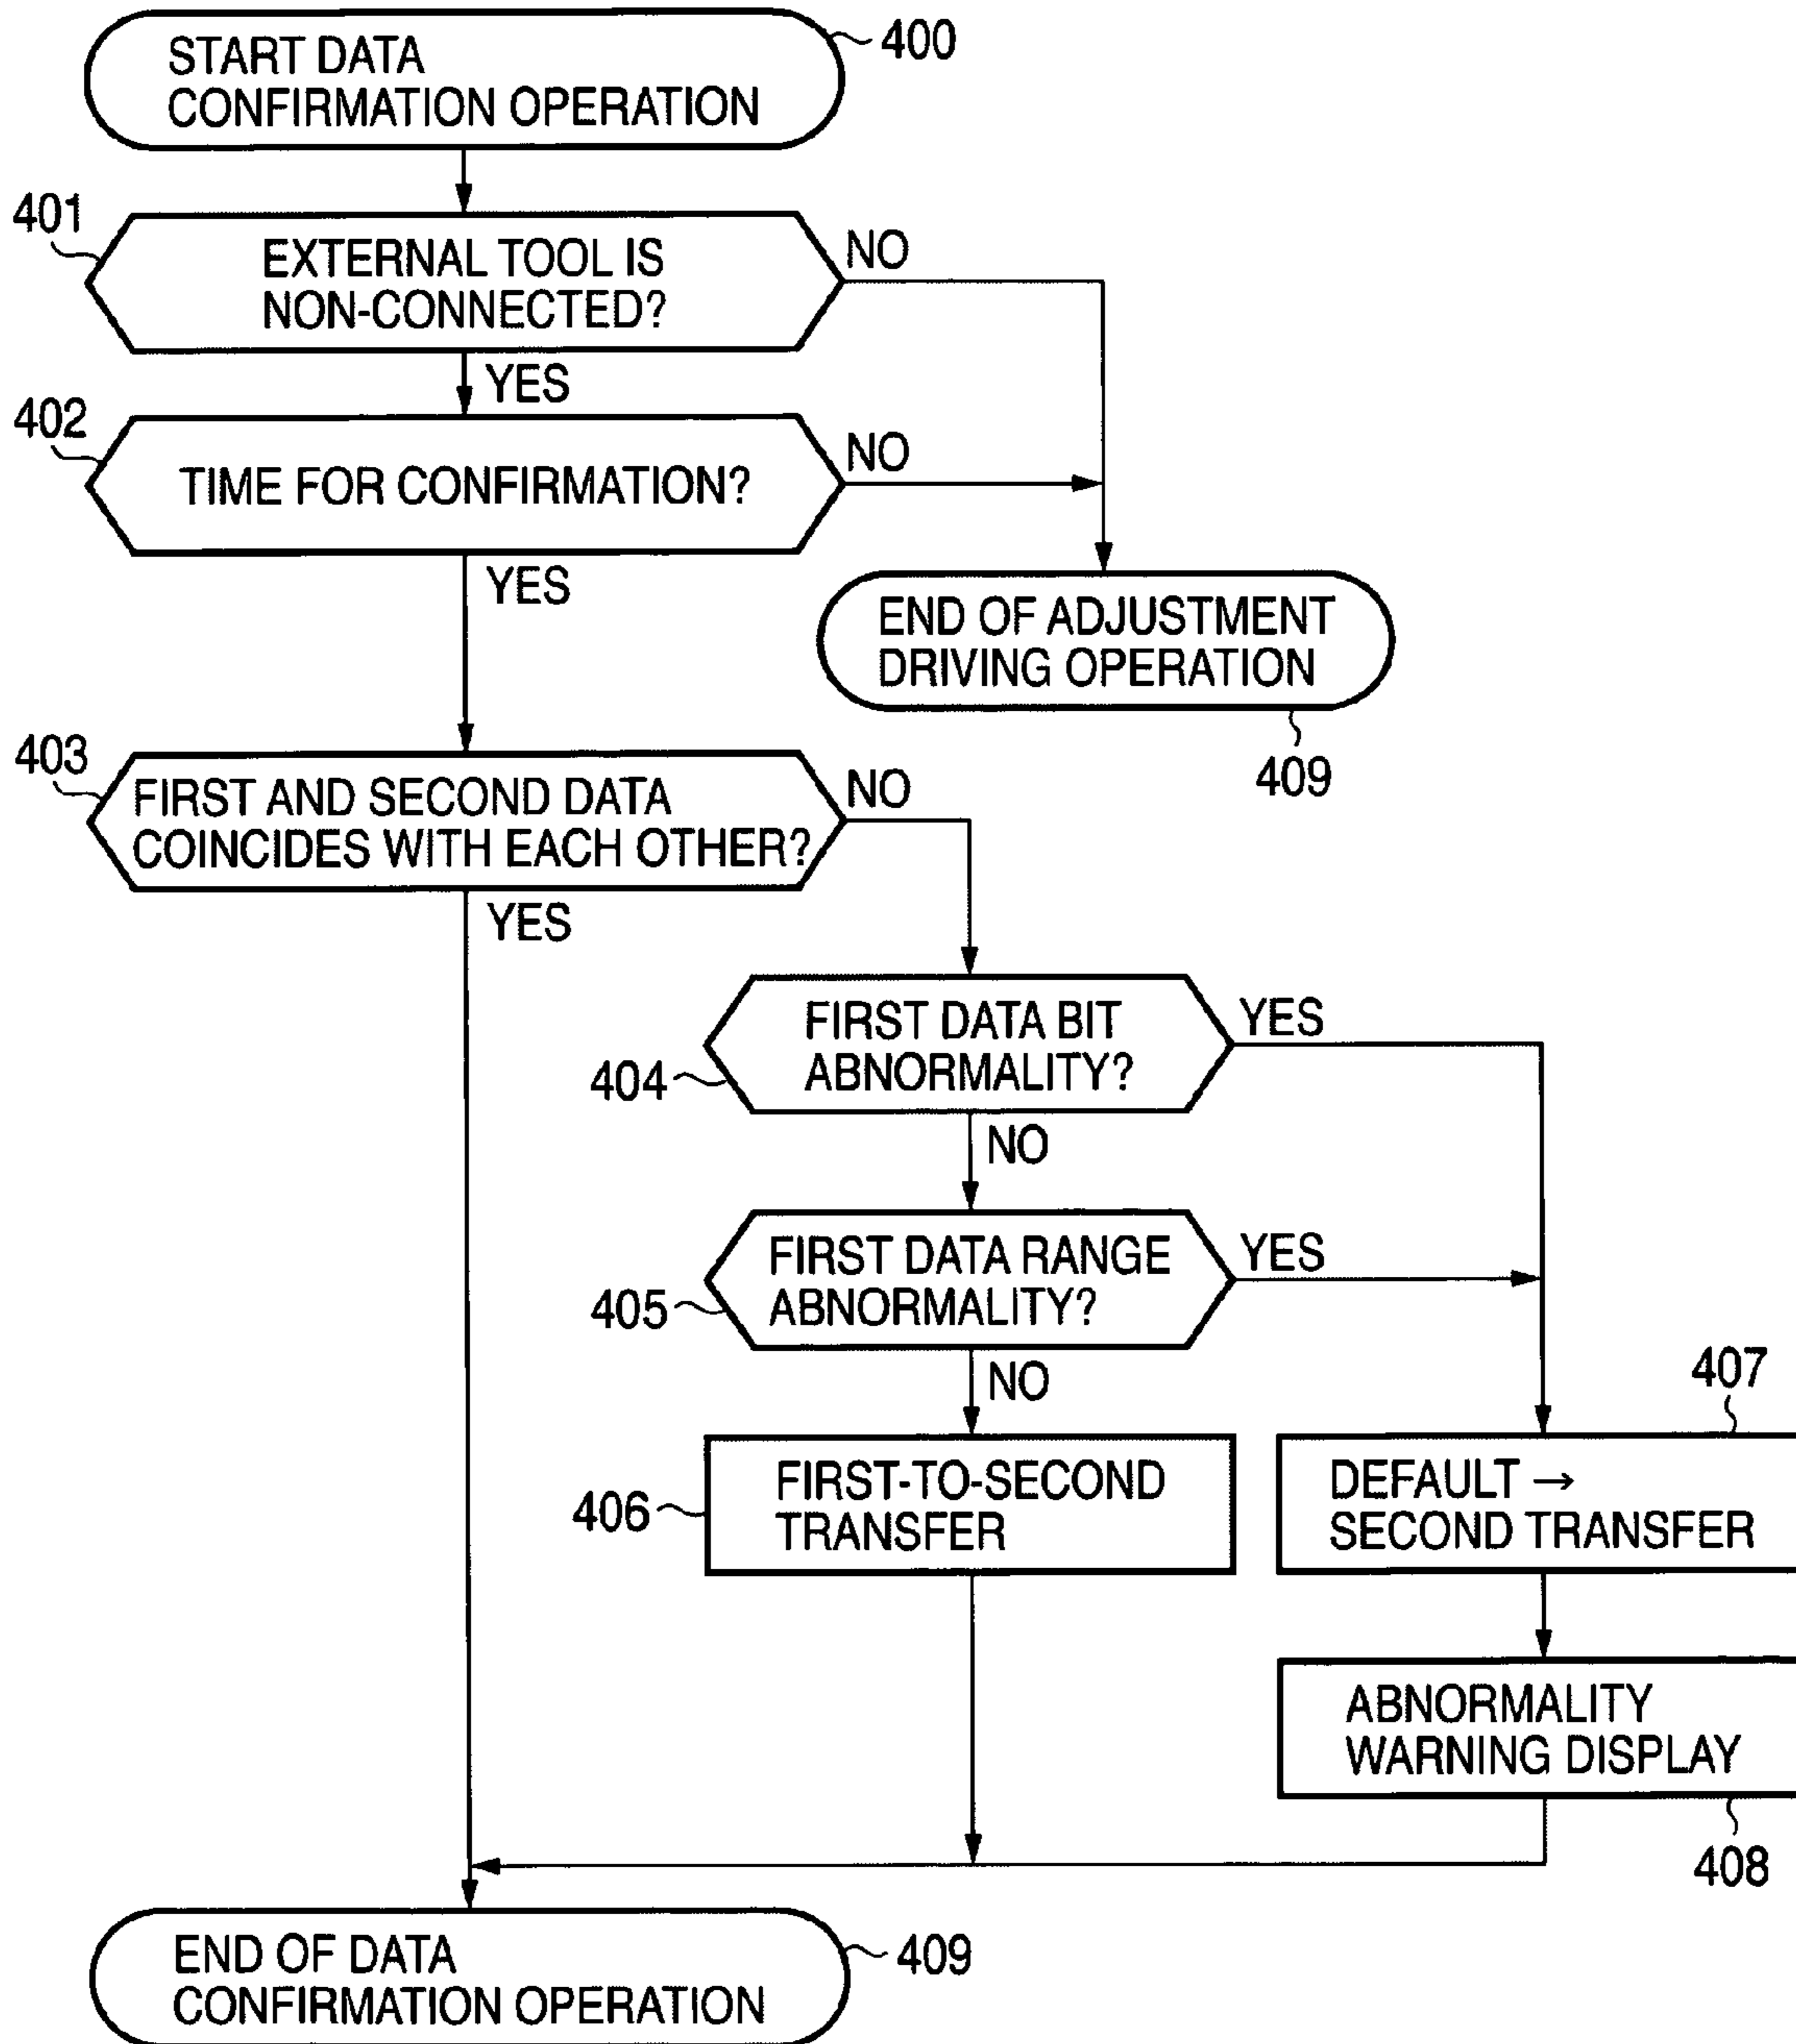 START DATA
CONFIRMATION OPERATION
400
401
EXTERNAL TOOL IS
NON-CONNECTED?
NO
YES
402
TIME FOR CONFIRMATION?
NO
YES
END OF ADJUSTMENT
DRIVING OPERATION
409
403
FIRST AND SECOND DATA
COINCIDES WITH EACH OTHER?
NO
YES
404
FIRST DATA BIT
ABNORMALITY?
YES
NO
405
FIRST DATA RANGE
ABNORMALITY?
YES
NO
406
FIRST-TO-SECOND
TRANSFER
407
DEFAULT →
SECOND TRANSFER
ABNORMALITY
WARNING DISPLAY
408
END OF DATA
CONFIRMATION OPERATION
409